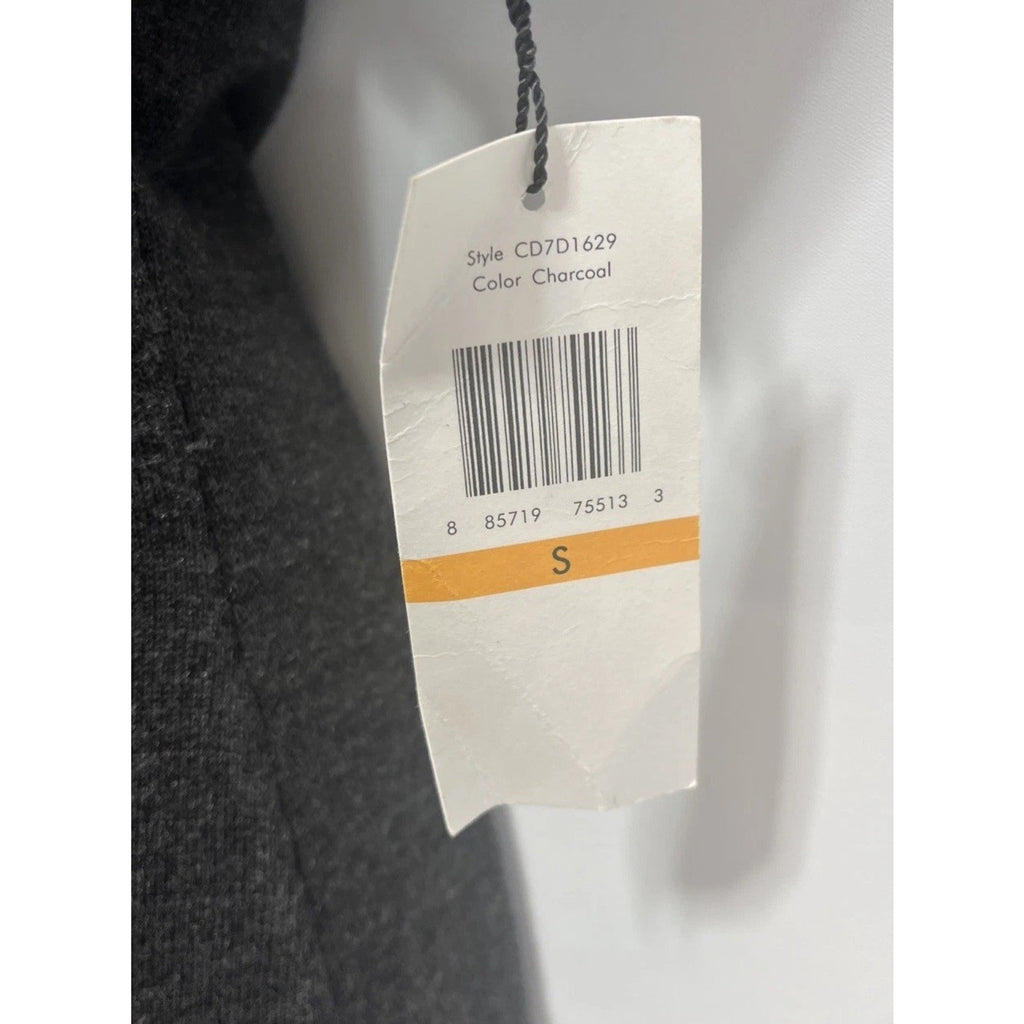 Style CD7D1629
Color Charcoal
8 85719 75513 3
S